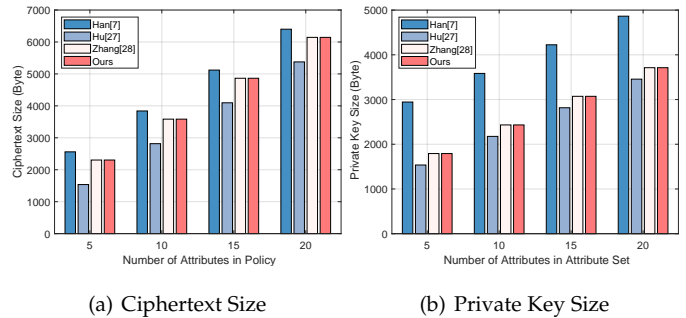 Han[7]
Hu[27]
Zhang[28]
Ours
7000
6000
5000
4000
3000
2000
1000
0
Ciphertext Size (Byte)
5 10 15 20
Number of Attributes in Policy
(a) Ciphertext Size
Han[7]
Hu[27]
Zhang[28]
Ours
5000
4000
3000
2000
1000
0
Private Key Size (Byte)
5 10 15 20
Number of Attributes in Attribute Set
(b) Private Key Size